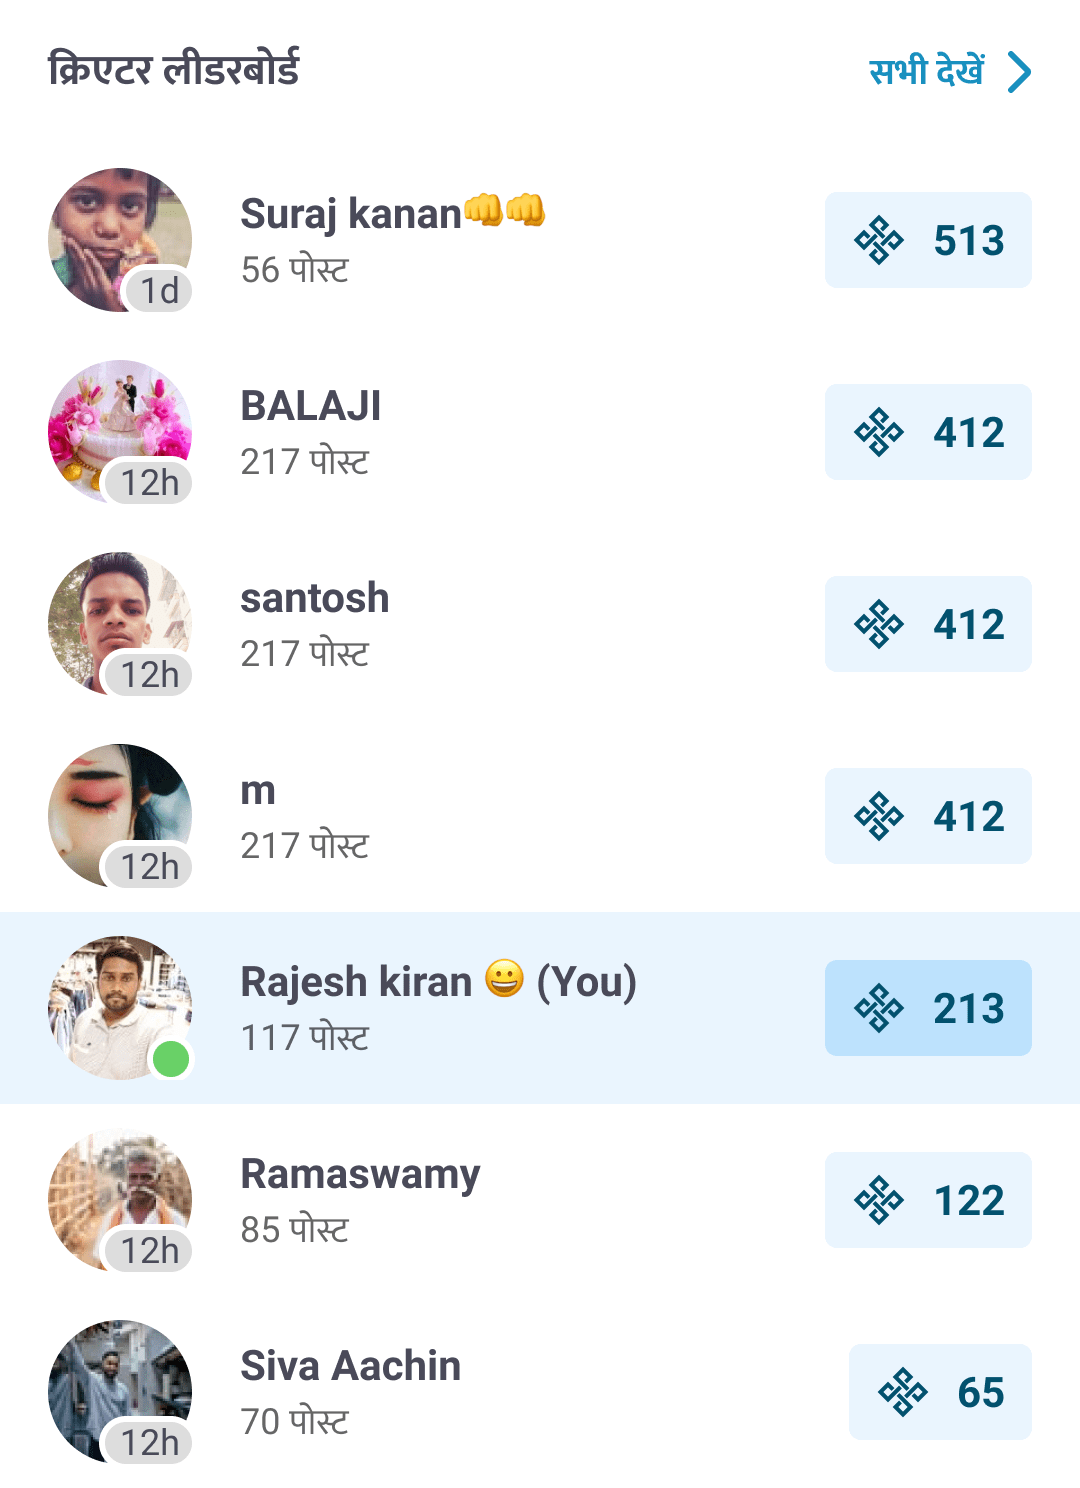 क्रिएटर लीडरबोर्ड
सभी देखें
Suraj kanan👊👊
56 पोस्ट
1d
513
BALAJI
217 पोस्ट
12h
412
santosh
217 पोस्ट
12h
412
m
217 पोस्ट
12h
412
Rajesh kiran 😀 (You)
117 पोस्ट
213
Ramaswamy
85 पोस्ट
12h
122
Siva Aachin
70 पोस्ट
12h
65